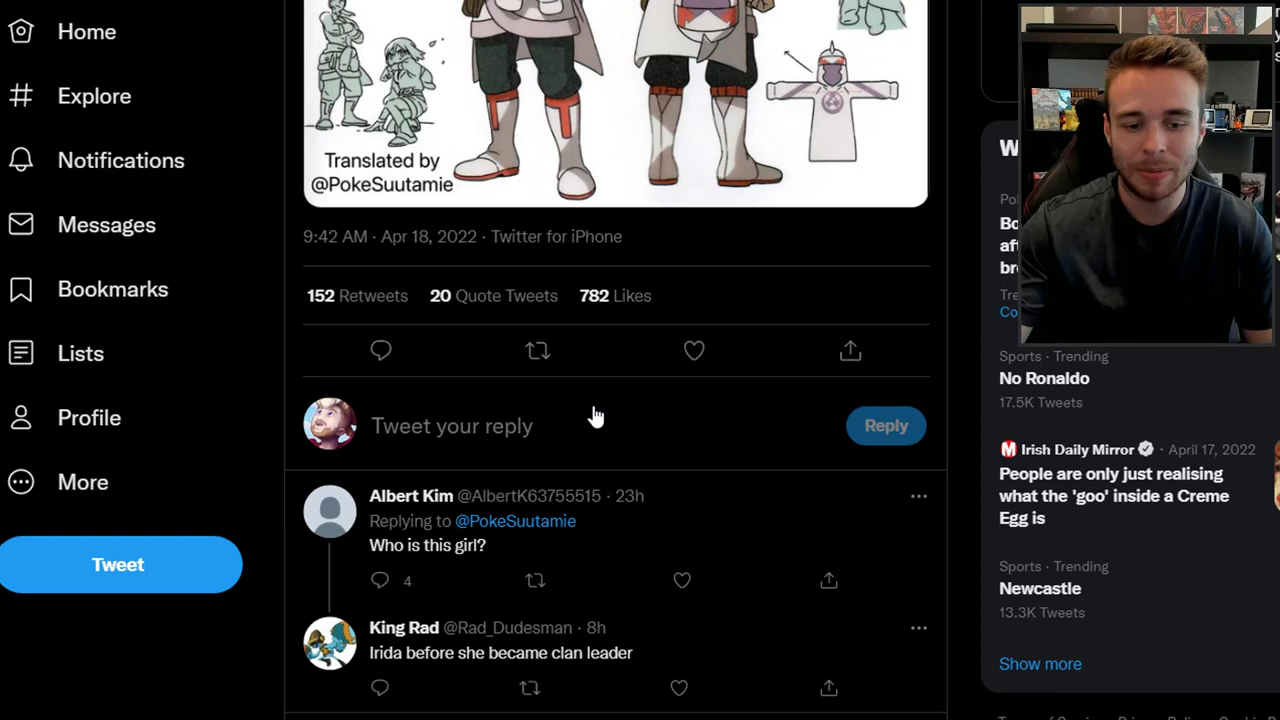 Home
Explore
Notifications
Messages
Bookmarks
Lists
Profile
More
Tweet
Translated by
@PokeSuutamie
9:42 AM · Apr 18, 2022 · Twitter for iPhone
152 Retweets 20 Quote Tweets 782 Likes
Tweet your reply
Reply
Albert Kim @AlbertK63755515 · 23h
Replying to @PokeSuutamie
Who is this girl?
4
King Rad @Rad_Dudesman · 8h
Irida before she became clan leader
Sports · Trending
No Ronaldo
17.5K Tweets
Irish Daily Mirror · April 17, 2022
People are only just realising
what the 'goo' inside a Creme
Egg is
Sports · Trending
Newcastle
13.3K Tweets
Show more